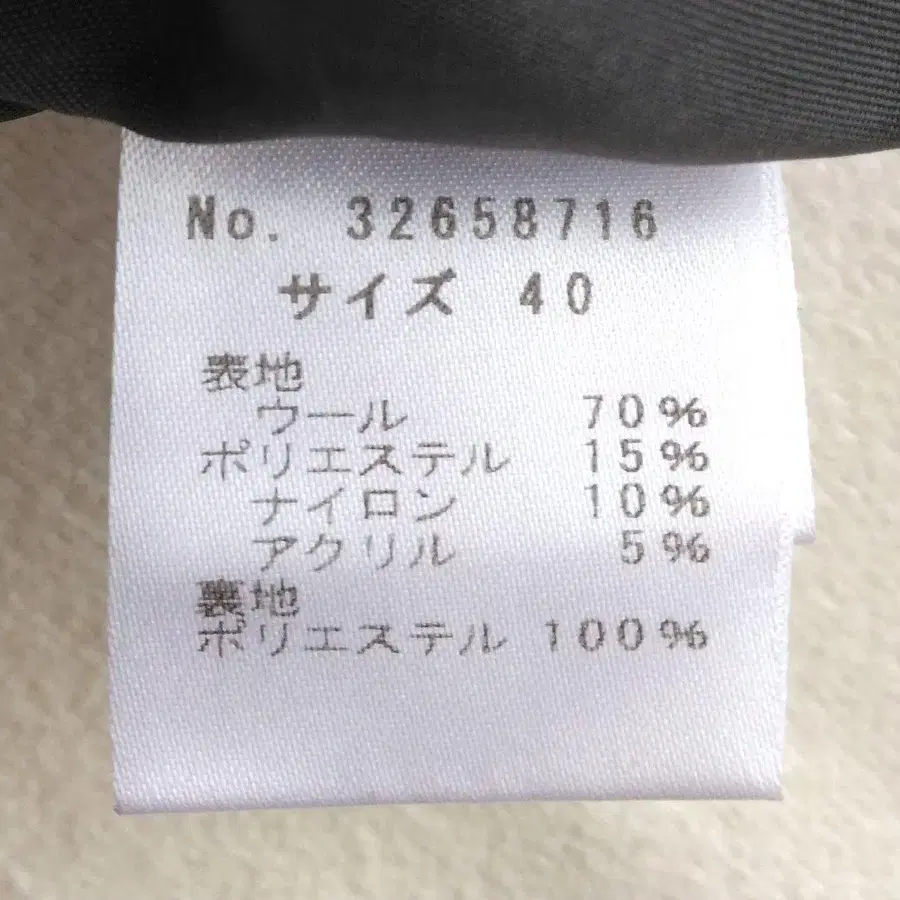 No. 32658716
サイズ 40
表地
ウール 70%
ポリエステル 15%
ナイロン 10%
アクリル 5%
裏地
ポリエステル 100%